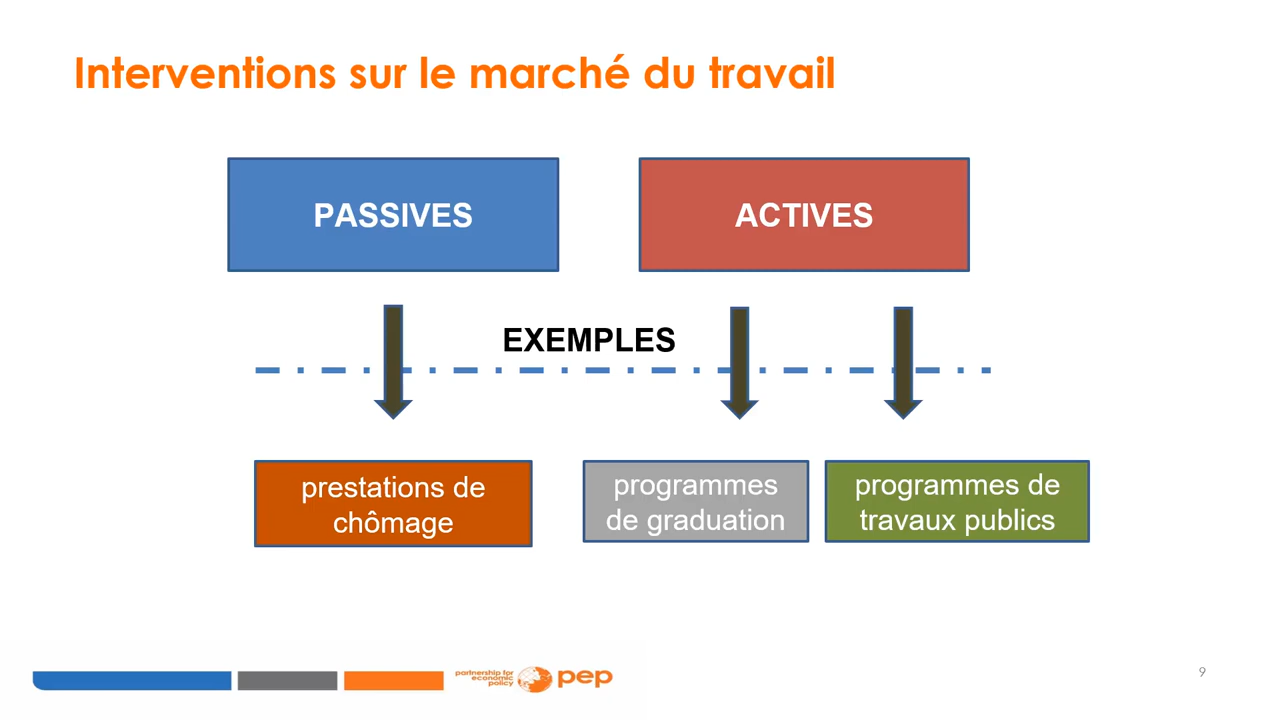 Interventions sur le marché du travail
PASSIVES
ACTIVES
EXEMPLES
prestations de
chômage
programmes
de graduation
programmes de
travaux publics
partnership for
economic
policy
pep
9